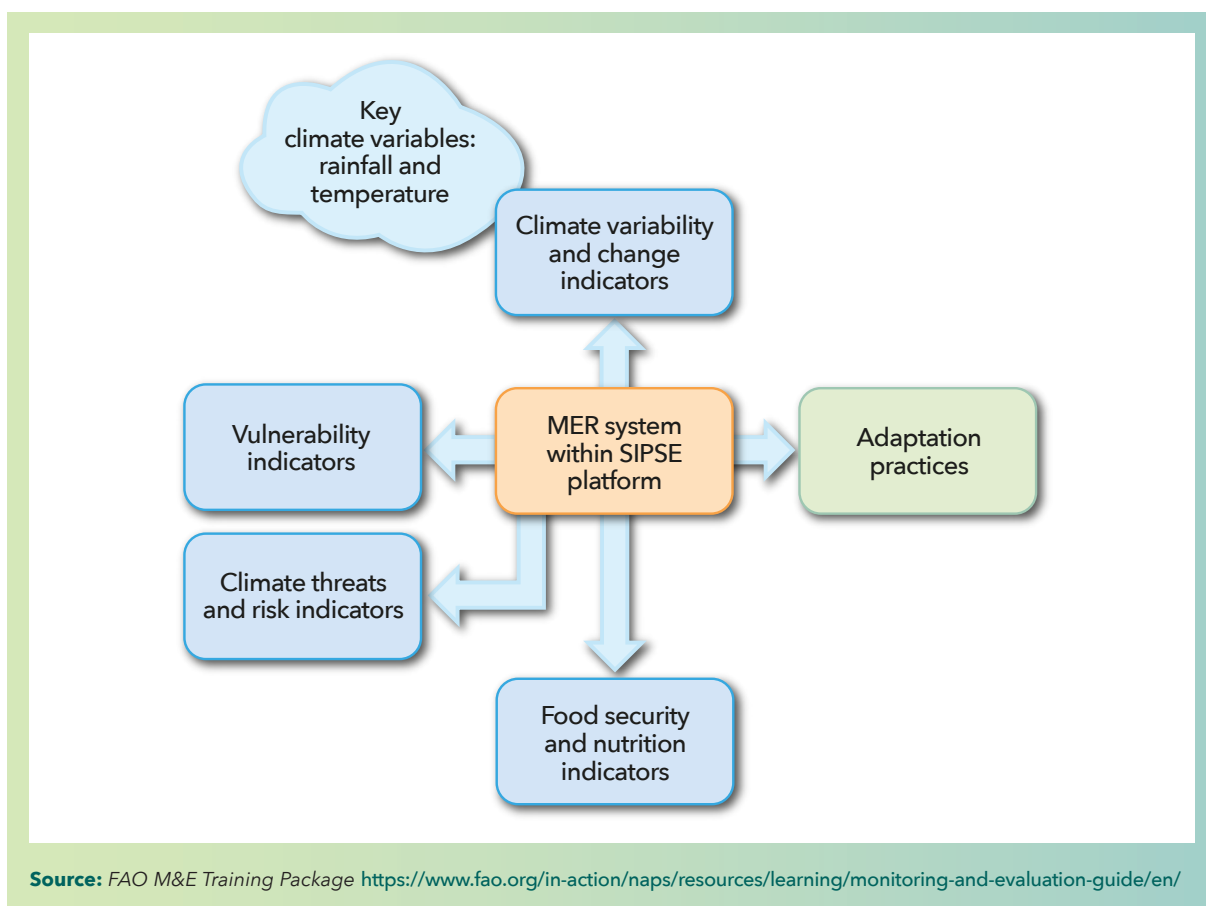 Key
climate variables:
rainfall and
temperature
Climate variability
and change
indicators
Vulnerability
indicators
MER system
within SIPSE
platform
Adaptation
practices
Climate threats
and risk indicators
Food security
and nutrition
indicators
Source: FAO M&E Training Package https://www.fao.org/in-action/naps/resources/learning/monitoring-and-evaluation-guide/en/